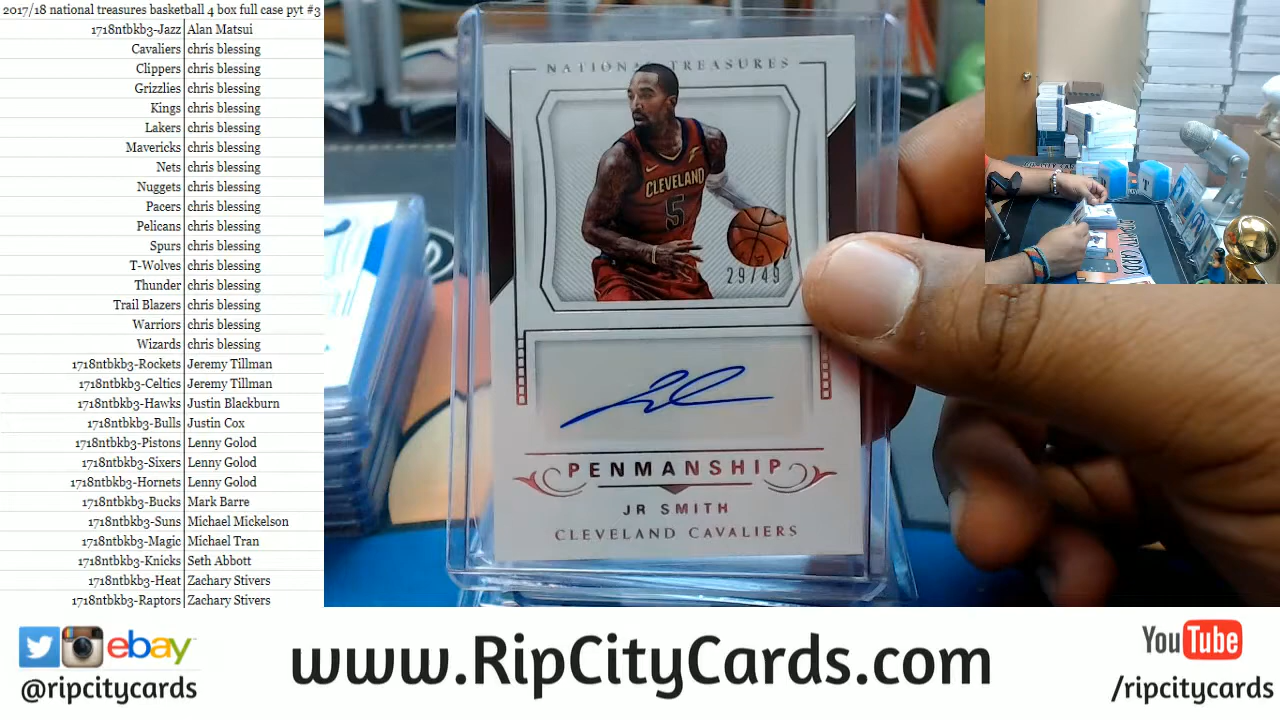 2017/18 national treasures basketball 4 box full case pyt #3
1718ntbkb3-Jazz Alan Matsui
Cavaliers chris blessing
Clippers chris blessing
Grizzlies chris blessing
Kings chris blessing
Lakers chris blessing
Mavericks chris blessing
Nets chris blessing
Nuggets chris blessing
Pacers chris blessing
Pelicans chris blessing
Spurs chris blessing
T-Wolves chris blessing
Thunder chris blessing
Trail Blazers chris blessing
Warriors chris blessing
Wizards chris blessing
1718ntbkb3-Rockets Jeremy Tillman
1718ntbkb3-Celtics Jeremy Tillman
1718ntbkb3-Hawks Justin Blackburn
1718ntbkb3-Bulls Justin Cox
1718ntbkb3-Pistons Lenny Golod
1718ntbkb3-Sixers Lenny Golod
1718ntbkb3-Hornets Lenny Golod
1718ntbkb3-Bucks Mark Barre
1718ntbkb3-Suns Michael Mickelson
1718ntbkb3-Magic Michael Tran
1718ntbkb3-Knicks Seth Abbott
1718ntbkb3-Heat Zachary Stivers
1718ntbkb3-Raptors Zachary Stivers
NATIONAL TREASURES
CLEVELAND
5
29/49
PENMANSHIP
JR SMITH
CLEVELAND CAVALIERS
ebay
@ripcitycards
www.RipCityCards.com
YouTube
/ripcitycards